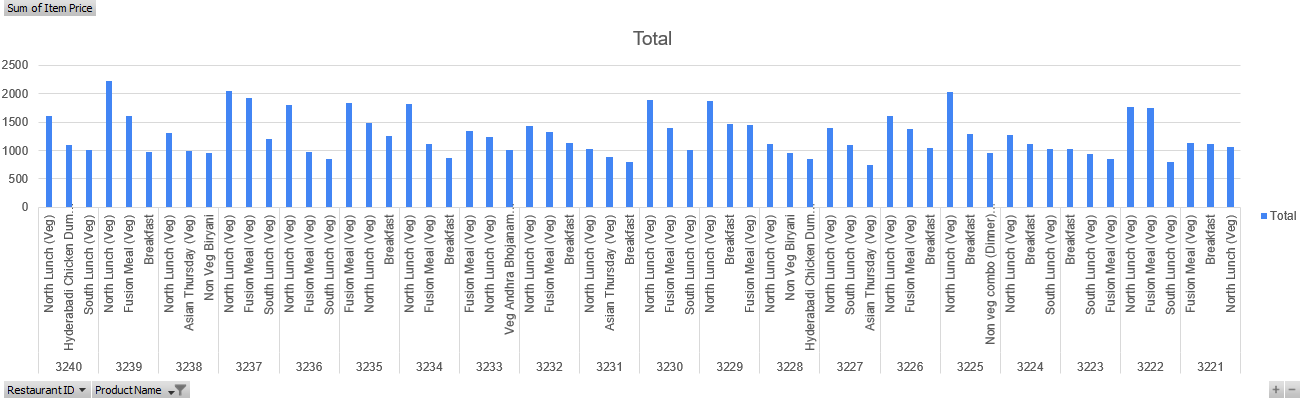 Sum of Item Price
Total
2500
2000
1500
1000
500
0
North Lunch (Veg)
Hyderabadi Chicken Dum...
South Lunch (Veg)
North Lunch (Veg)
Fusion Meal (Veg)
Breakfast
North Lunch (Veg)
Asian Thursday (Veg)
Non Veg Biryani
North Lunch (Veg)
Fusion Meal (Veg)
South Lunch (Veg)
North Lunch (Veg)
Fusion Meal (Veg)
South Lunch (Veg)
Fusion Meal (Veg)
North Lunch (Veg)
Breakfast
North Lunch (Veg)
Fusion Meal (Veg)
Breakfast
Fusion Meal (Veg)
North Lunch (Veg)
Veg Andhra Bhojanam...
North Lunch (Veg)
Fusion Meal (Veg)
Breakfast
North Lunch (Veg)
Asian Thursday (Veg)
Breakfast
North Lunch (Veg)
Fusion Meal (Veg)
South Lunch (Veg)
North Lunch (Veg)
Breakfast
Fusion Meal (Veg)
North Lunch (Veg)
Non Veg Biryani
Hyderabadi Chicken Dum...
North Lunch (Veg)
South Lunch (Veg)
Asian Thursday (Veg)
North Lunch (Veg)
Fusion Meal (Veg)
Breakfast
North Lunch (Veg)
Breakfast
Non veg combo (Dinner)...
North Lunch (Veg)
Breakfast
South Lunch (Veg)
Breakfast
South Lunch (Veg)
Fusion Meal (Veg)
North Lunch (Veg)
Fusion Meal (Veg)
South Lunch (Veg)
Fusion Meal (Veg)
Breakfast
North Lunch (Veg)
3240 3239 3238 3237 3236 3235 3234 3233 3232 3231 3230 3229 3228 3227 3226 3225 3224 3223 3222 3221
Total
Restaurant ID Product Name
+ −